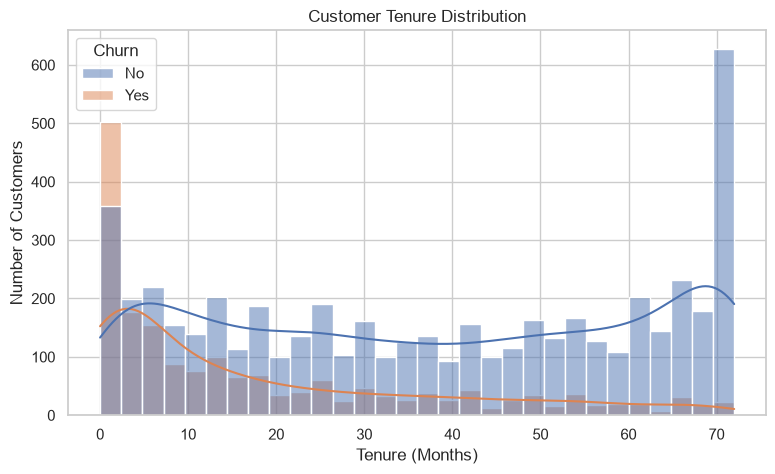 Customer Tenure Distribution
Churn
No
Yes
Number of Customers
600
500
400
300
200
100
0
0 10 20 30 40 50 60 70
Tenure (Months)